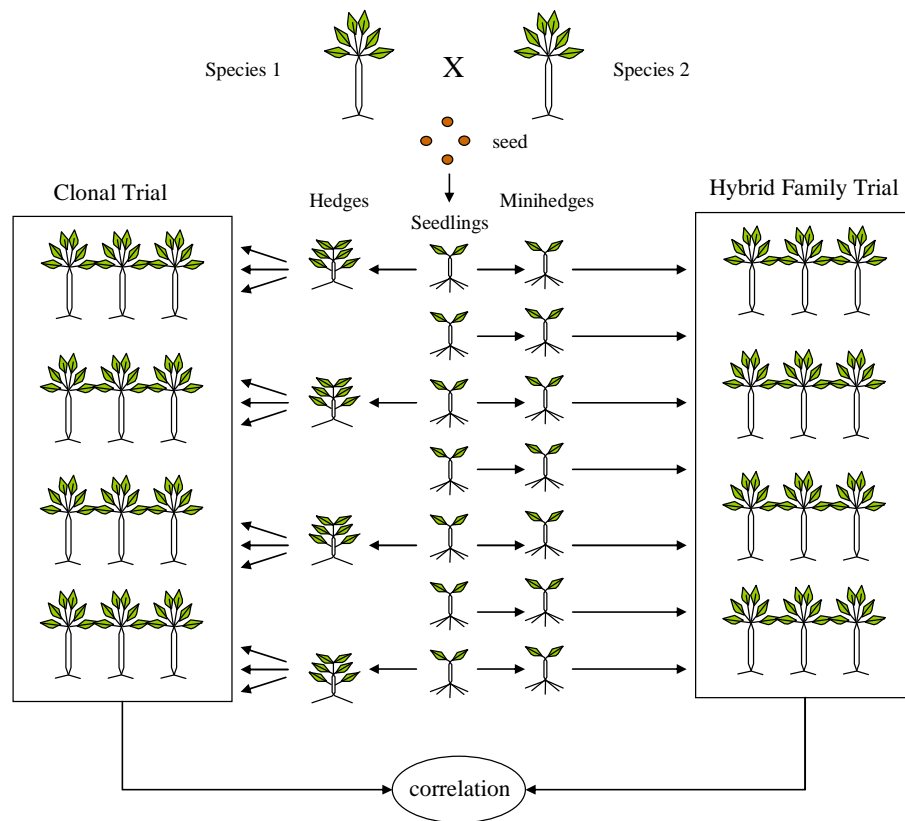 Species 1
X
Species 2
seed
Clonal Trial
Hedges
Seedlings
Minihedges
Hybrid Family Trial
correlation